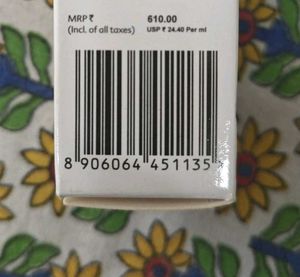 MRP ₹ 610.00
(Incl. of all taxes) USP ₹ 24.40 Per ml
8 906064 451135